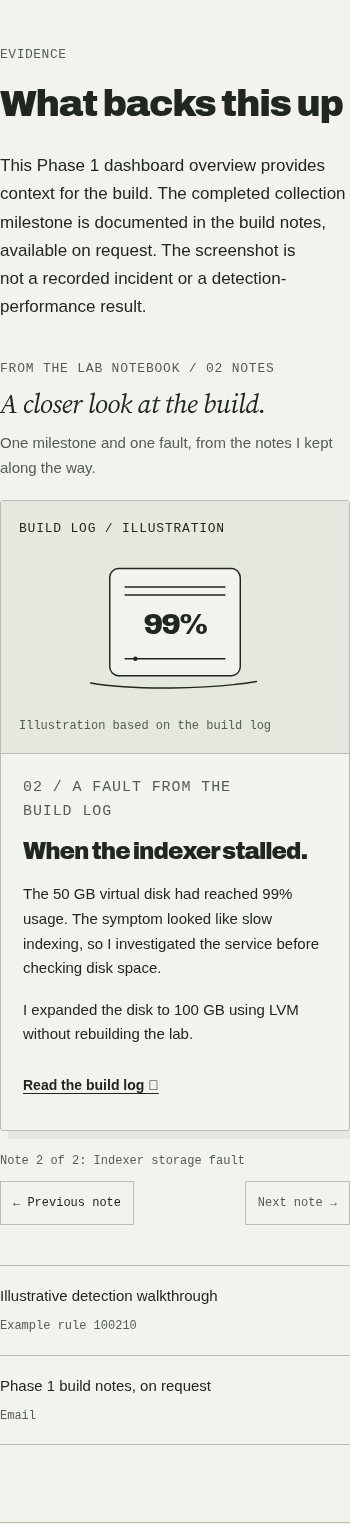 EVIDENCE
What backs this up
This Phase 1 dashboard overview provides
context for the build. The completed collection
milestone is documented in the build notes,
available on request. The screenshot is
not a recorded incident or a detection-
performance result.
FROM THE LAB NOTEBOOK / 02 NOTES
A closer look at the build.
One milestone and one fault, from the notes I kept
along the way.
BUILD LOG / ILLUSTRATION
99%
Illustration based on the build log
02 / A FAULT FROM THE
BUILD LOG
When the indexer stalled.
The 50 GB virtual disk had reached 99%
usage. The symptom looked like slow
indexing, so I investigated the service before
checking disk space.
I expanded the disk to 100 GB using LVM
without rebuilding the lab.
Read the build log
Note 2 of 2: Indexer storage fault
← Previous note
Next note →
Illustrative detection walkthrough
Example rule 100210
Phase 1 build notes, on request
Email